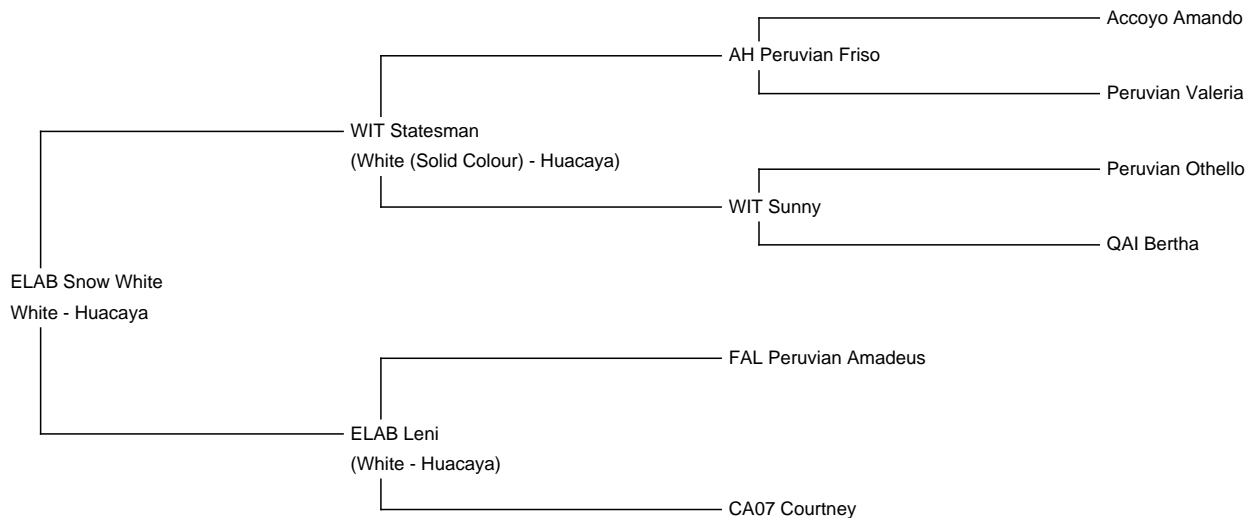 Accoyo Amando
AH Peruvian Friso
Peruvian Valeria
WIT Statesman
(White (Solid Colour) - Huacaya)
Peruvian Othello
WIT Sunny
QAI Bertha
ELAB Snow White
White - Huacaya
FAL Peruvian Amadeus
ELAB Leni
(White - Huacaya)
CA07 Courtney